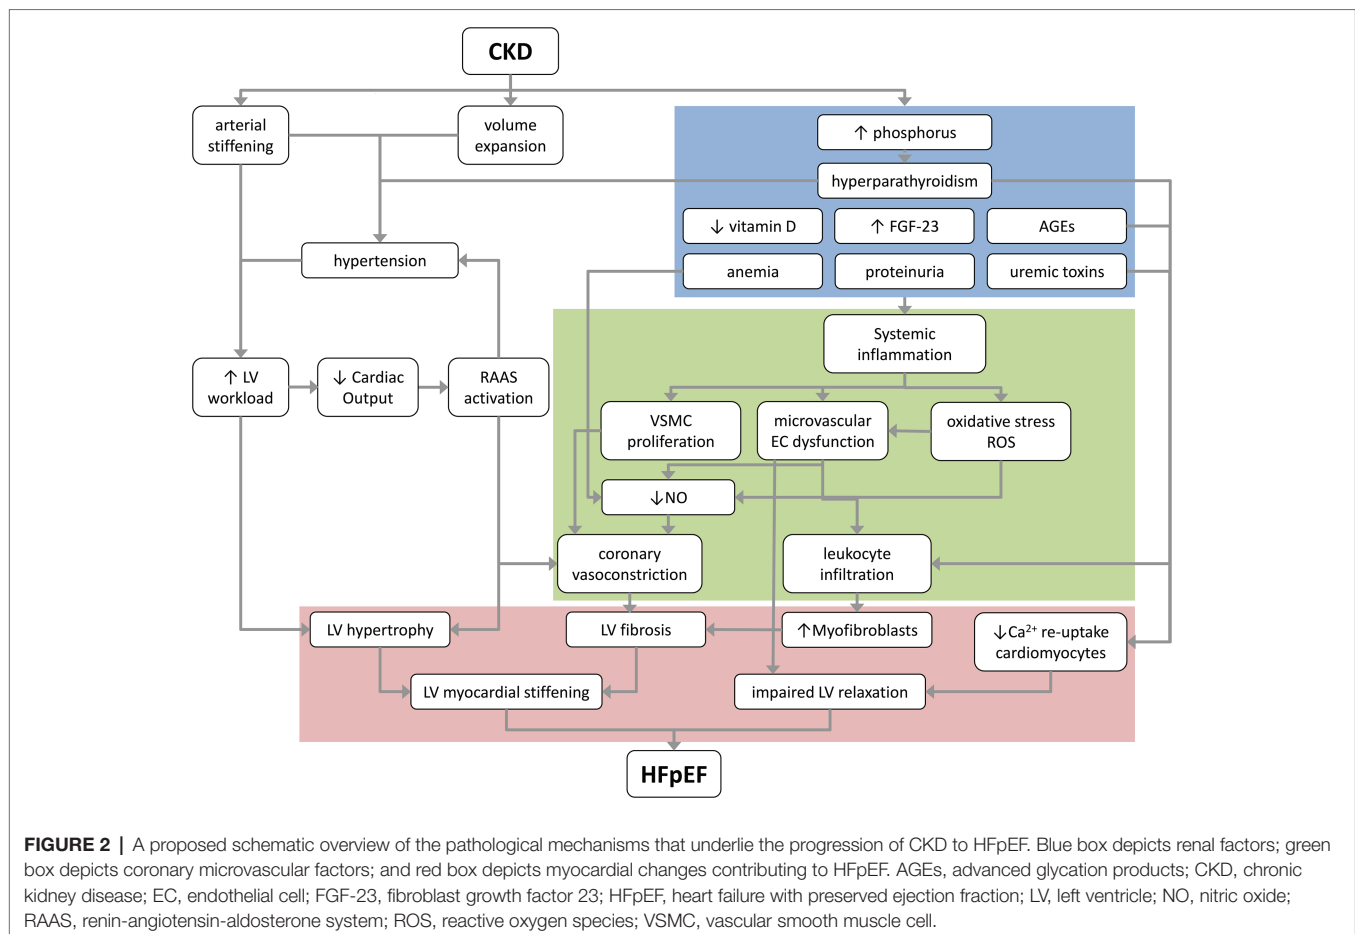 CKD
arterial
stiffening
volume
expansion
↑ phosphorus
hyperparathyroidism
↓ vitamin D
↑ FGF-23
AGEs
anemia
proteinuria
uremic toxins
hypertension
Systemic
inflammation
↑ LV
workload
↓ Cardiac
Output
RAAS
activation
VSMC
proliferation
microvascular
EC dysfunction
oxidative stress
ROS
↓NO
coronary
vasoconstriction
leukocyte
infiltration
LV hypertrophy
LV fibrosis
↑Myofibroblasts
↓Ca²⁺ re-uptake
cardiomyocytes
LV myocardial stiffening
impaired LV relaxation
HFpEF
FIGURE 2 | A proposed schematic overview of the pathological mechanisms that underlie the progression of CKD to HFpEF. Blue box depicts renal factors; green
box depicts coronary microvascular factors; and red box depicts myocardial changes contributing to HFpEF. AGEs, advanced glycation products; CKD, chronic
kidney disease; EC, endothelial cell; FGF-23, fibroblast growth factor 23; HFpEF, heart failure with preserved ejection fraction; LV, left ventricle; NO, nitric oxide;
RAAS, renin-angiotensin-aldosterone system; ROS, reactive oxygen species; VSMC, vascular smooth muscle cell.